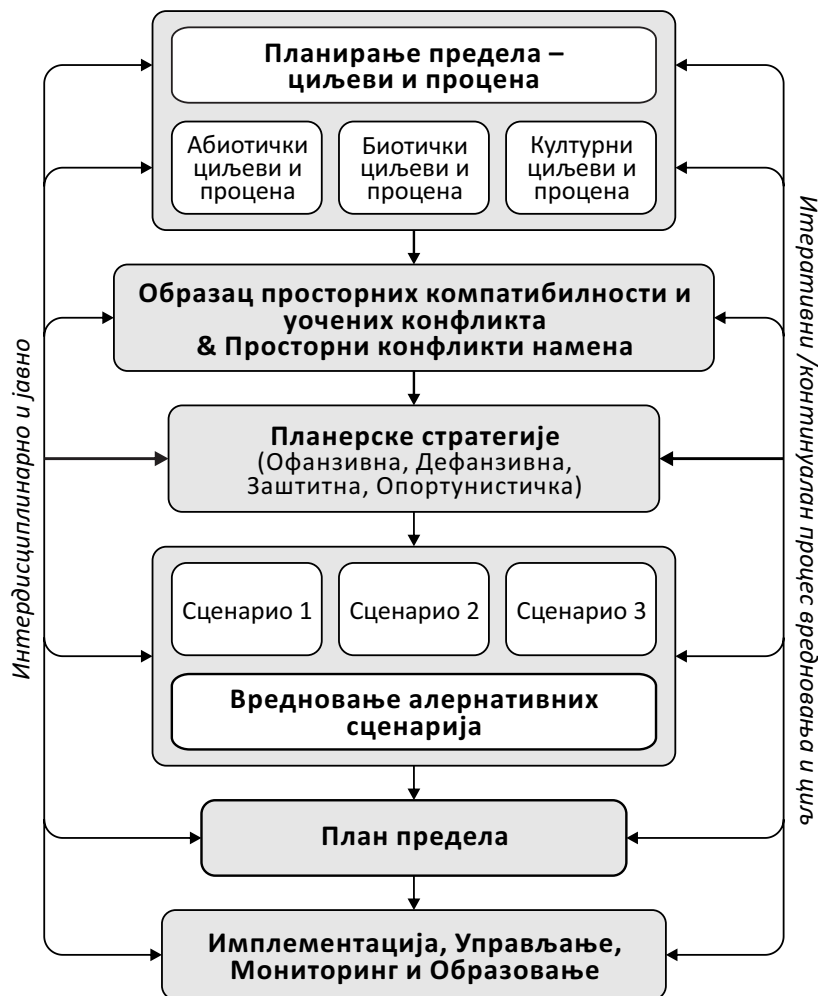 Планирање предела –
циљеви и процена
Абиотички
циљеви и
процена
Биотички
циљеви и
процена
Културни
циљеви и
процена
Образац просторних компатибилности и
уочених конфликта
& Просторни конфликти намена
Планерске стратегије
(Офанзивна, Дефанзивна,
Заштитна, Опортунистичка)
Сценарио 1
Сценарио 2
Сценарио 3
Вредновање алернативних
сценарија
План предела
Имплементација, Управљање,
Мониторинг и Образовање
Интердисциплинарно и јавно
Итеративни /континуалан процес вредновања и циљ